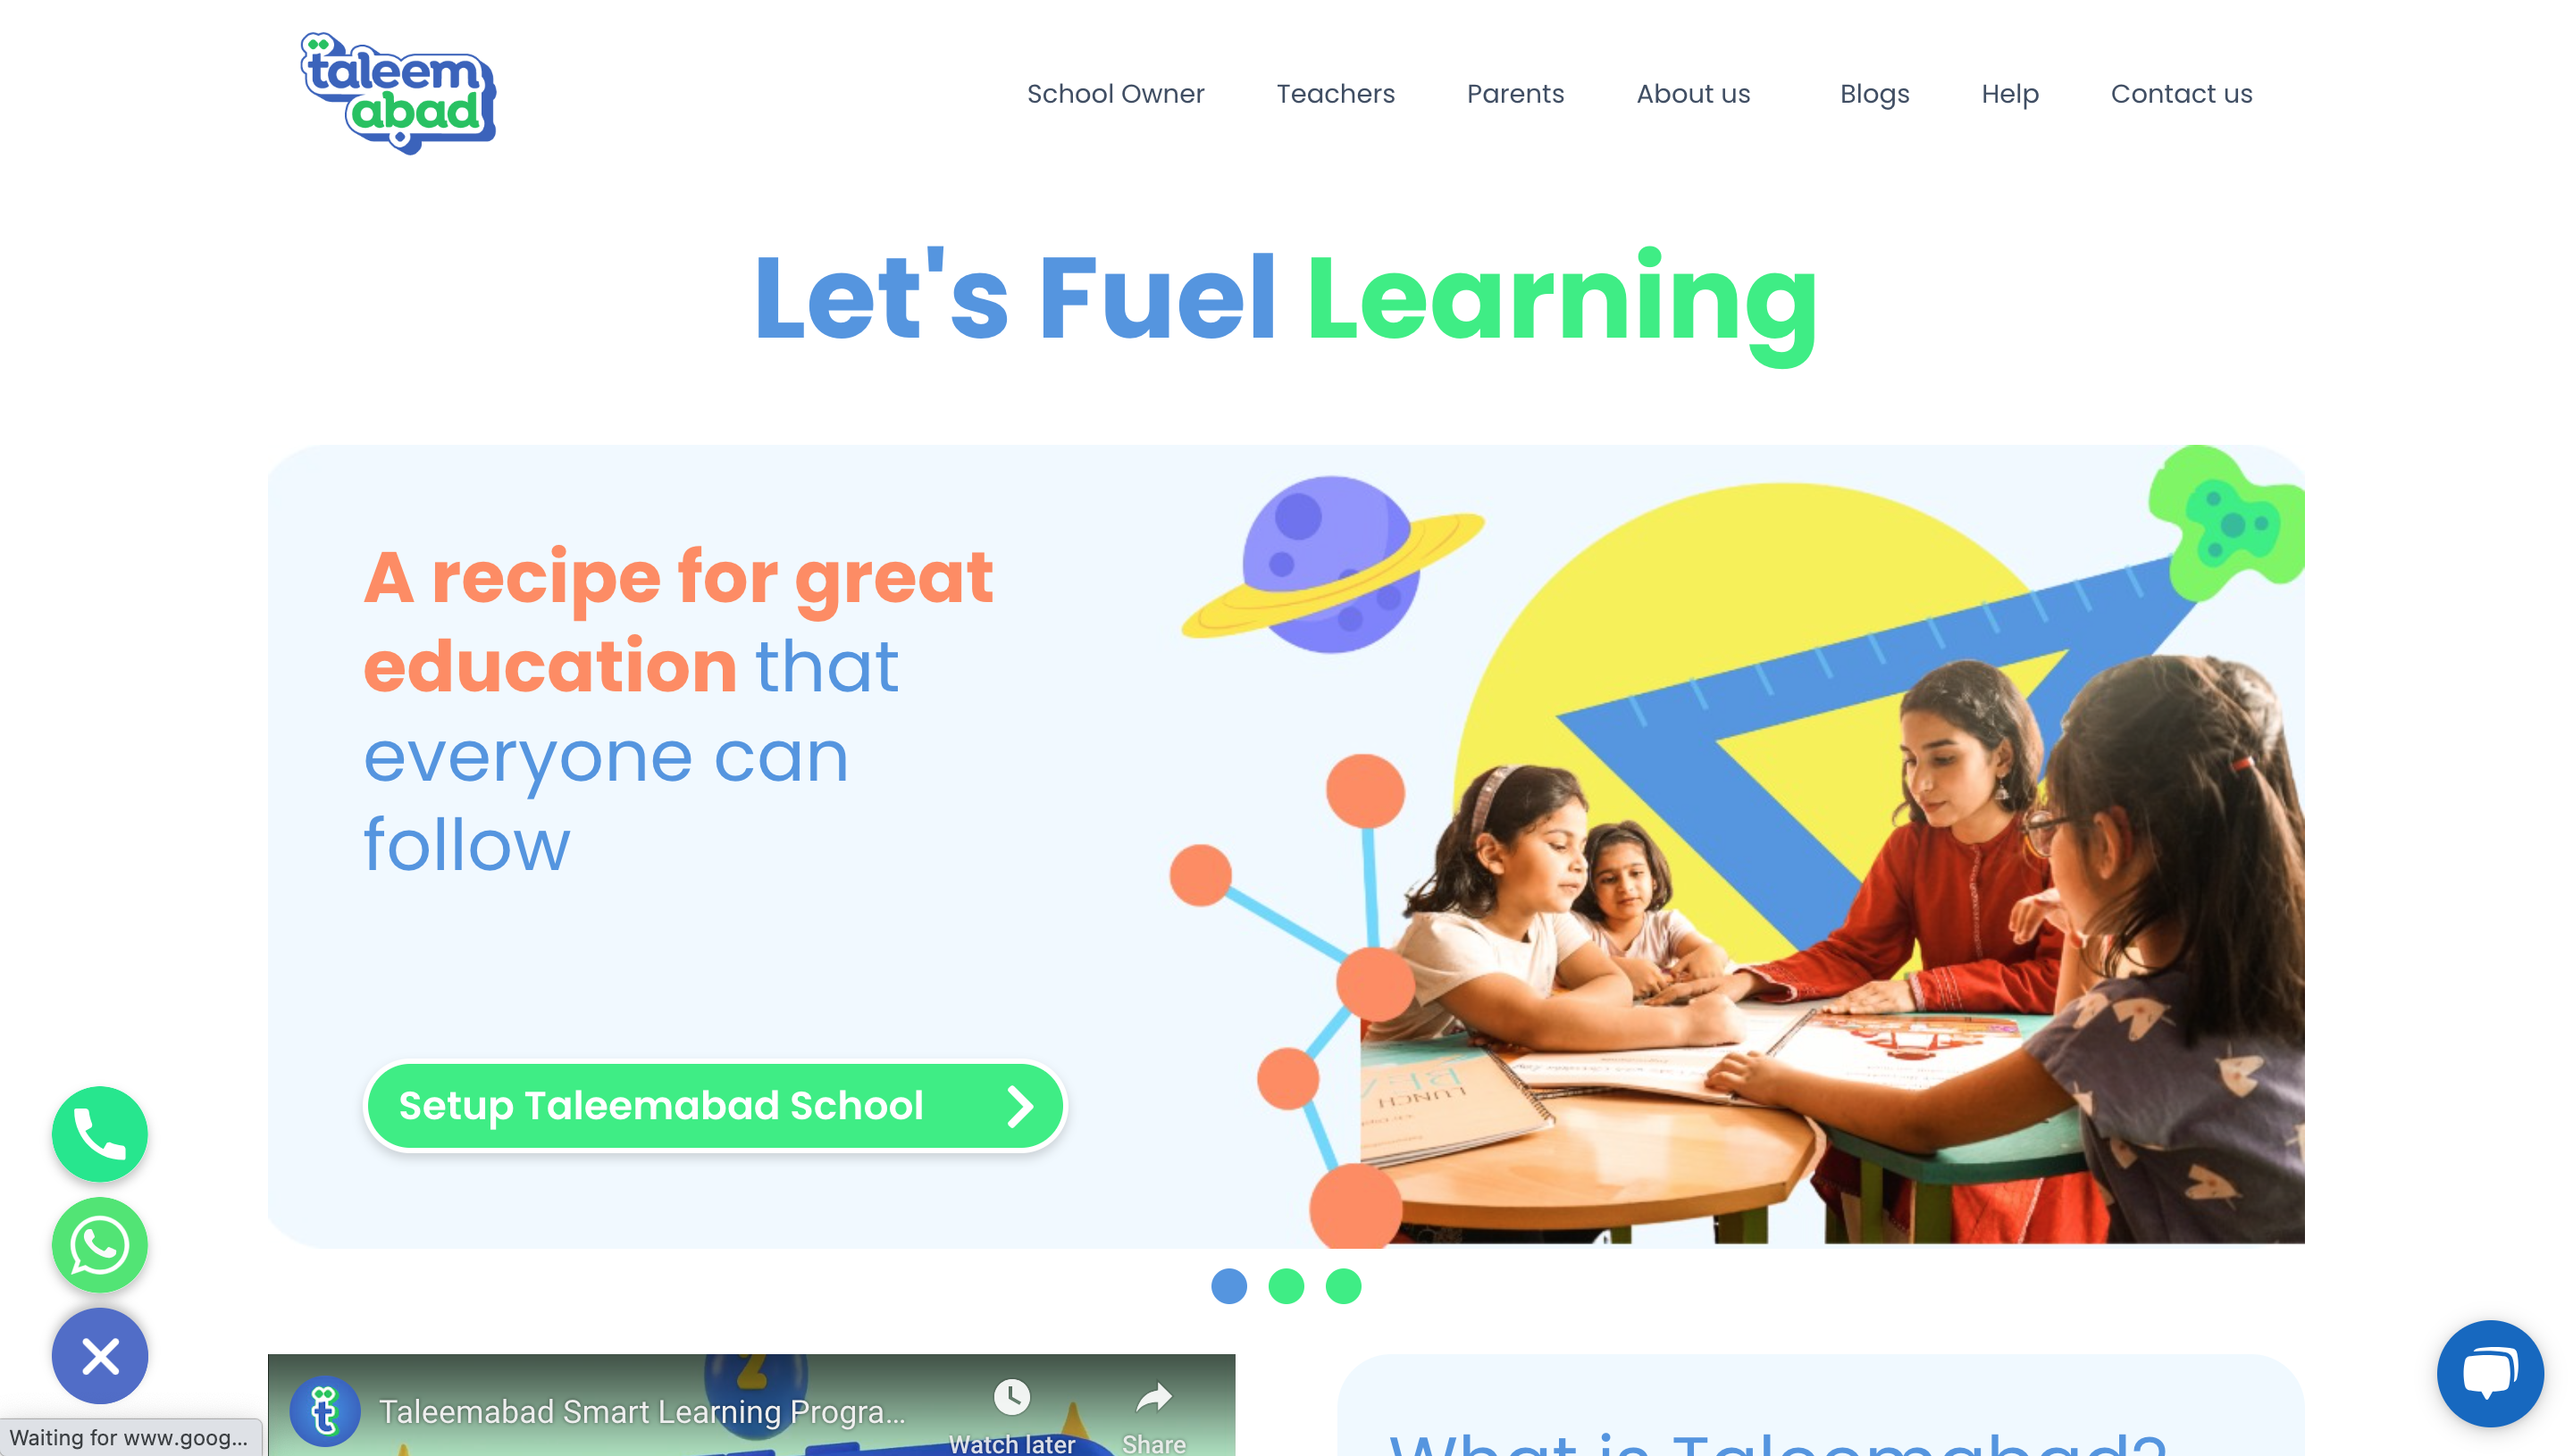 taleem
abad
School Owner
Teachers
Parents
About us
Blogs
Help
Contact us
Let's Fuel Learning
A recipe for great
education that
everyone can
follow
Setup Taleemabad School
LUNCH
2
Taleemabad Smart Learning Progra...
Watch later
Share
What is Taleemabad?
Waiting for www.goog...